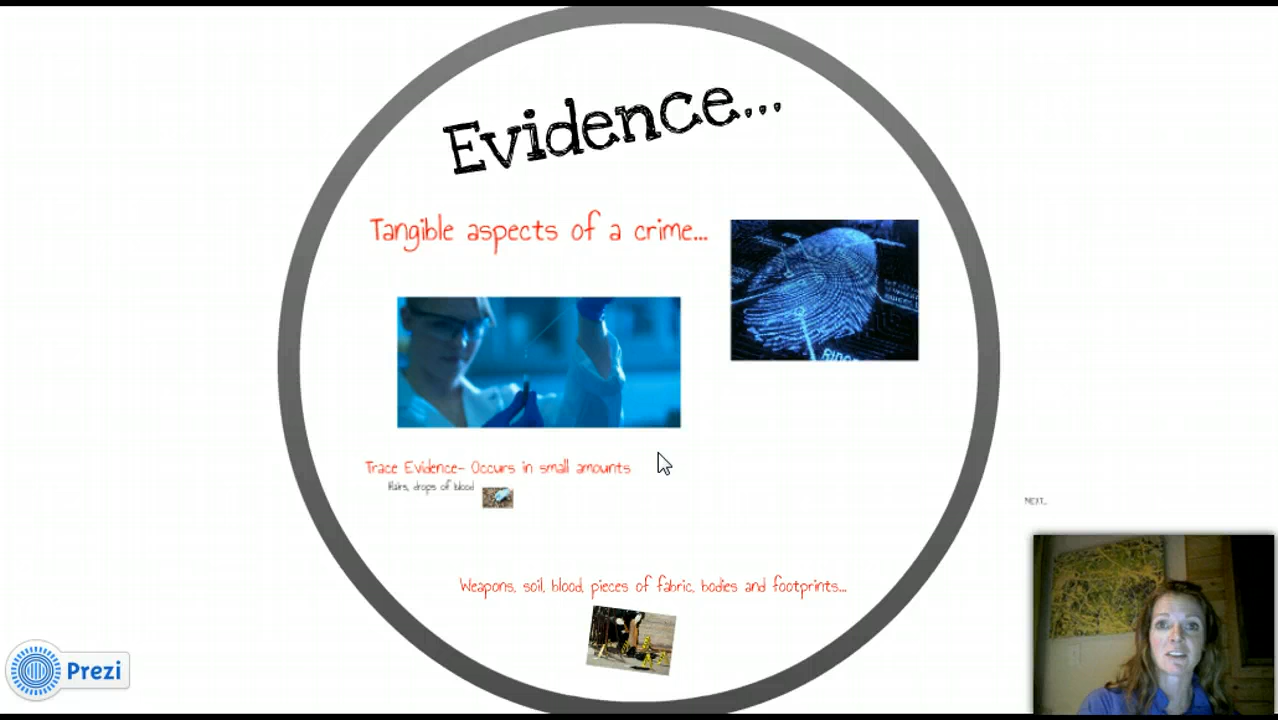 Evidence...
Tangible aspects of a crime...
Trace Evidence- Occurs in small amounts
Hairs, drops of blood
NEXT...
Weapons, soil, blood, pieces of fabric, bodies and footprints...
Prezi